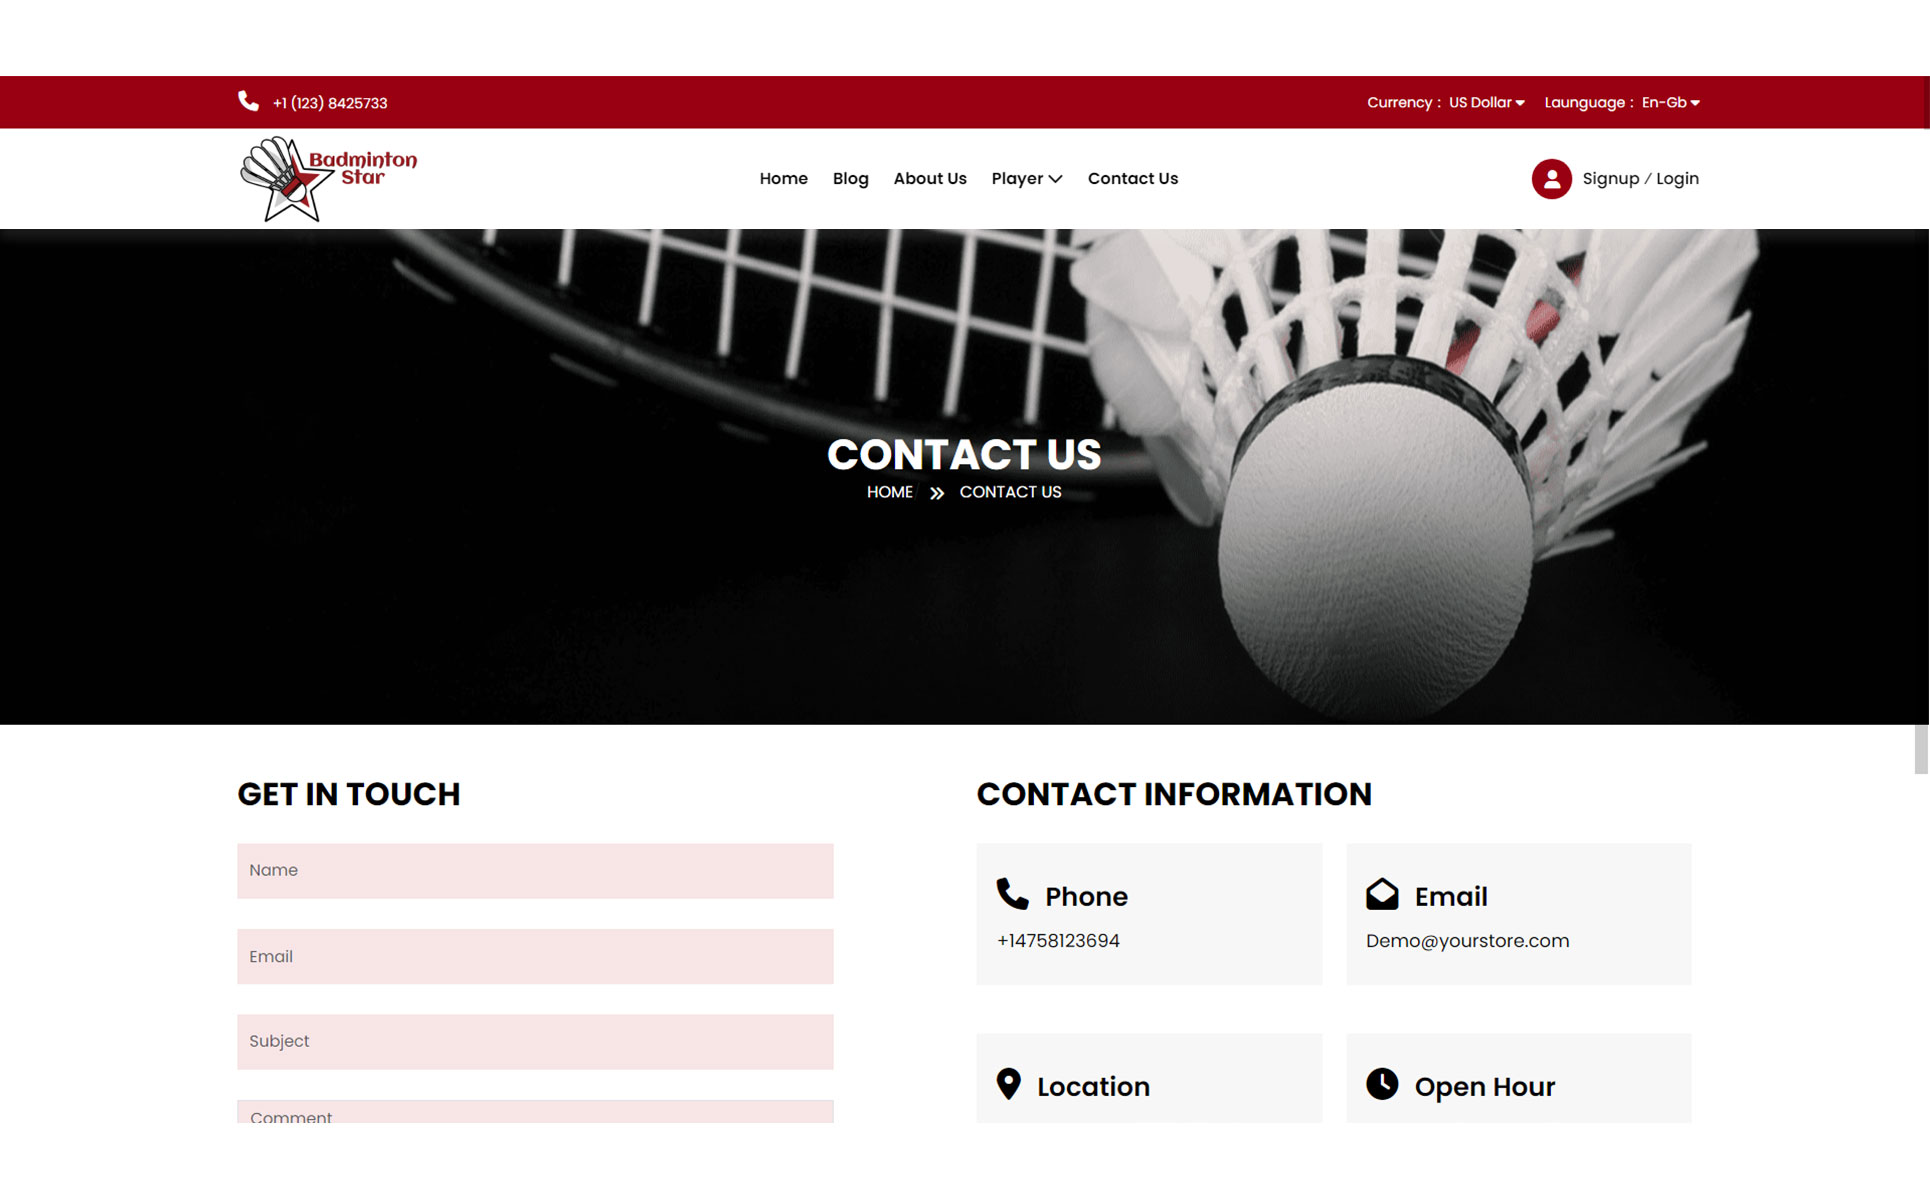 +1 (123) 8425733
Currency : US Dollar
Launguage : En-Gb
Badminton
Star
Home
Blog
About Us
Player
Contact Us
Signup / Login
CONTACT US
HOME » CONTACT US
GET IN TOUCH
Name
Email
Subject
Comment
CONTACT INFORMATION
Phone
+14758123694
Email
Demo@yourstore.com
Location
Open Hour